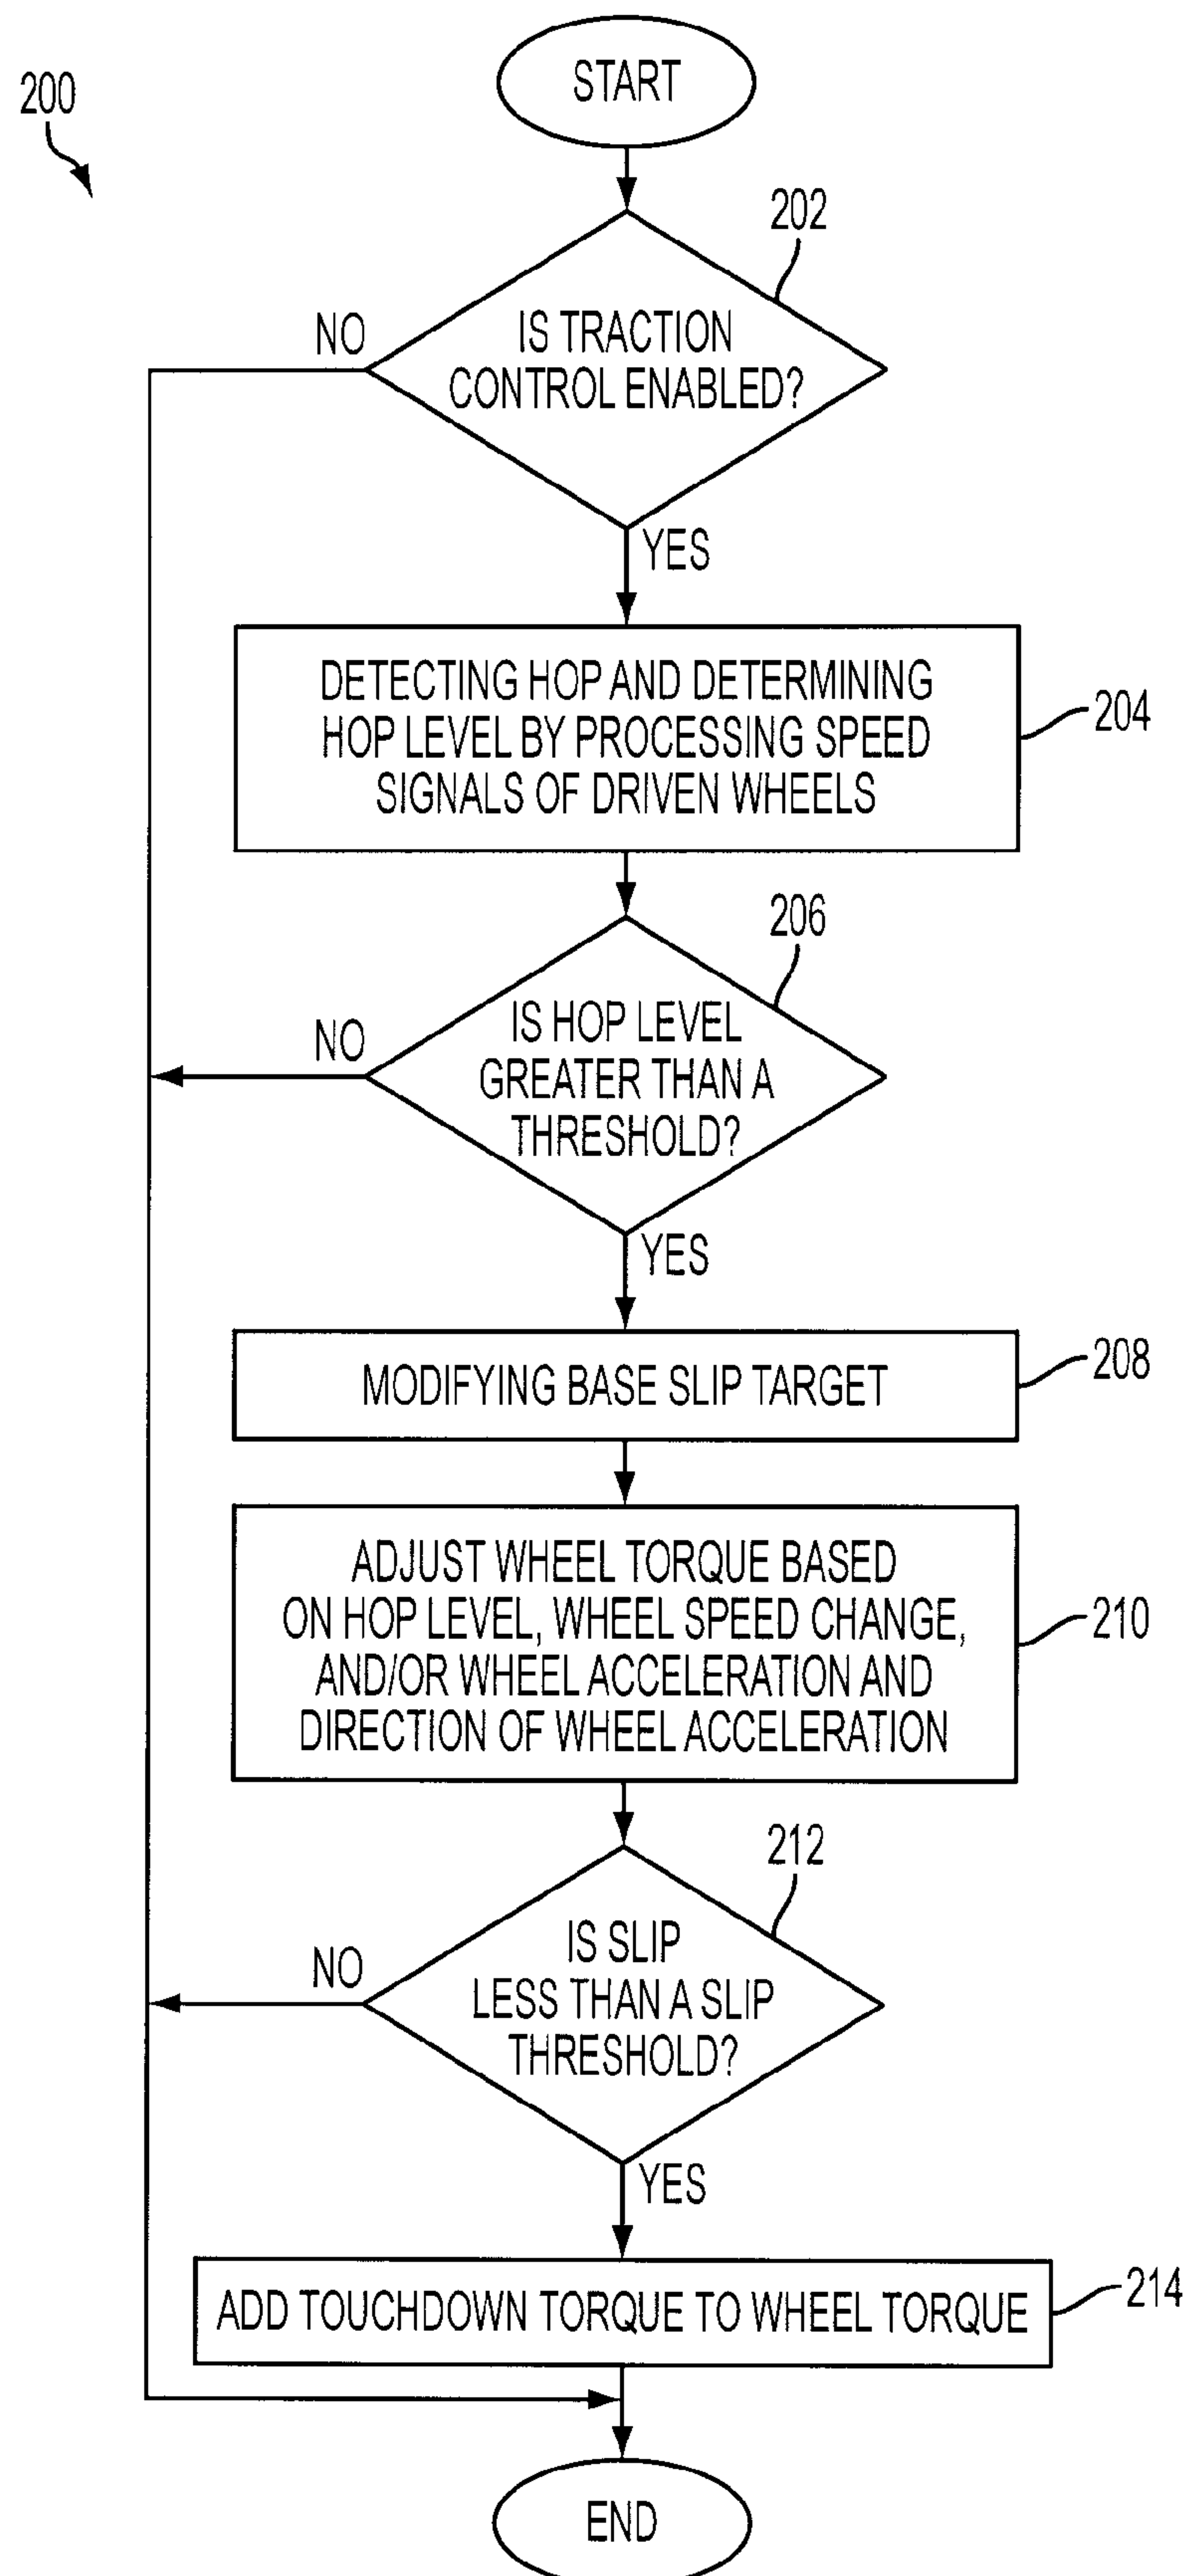 START
200
202
NO
IS TRACTION
CONTROL ENABLED?
YES
DETECTING HOP AND DETERMINING
HOP LEVEL BY PROCESSING SPEED
SIGNALS OF DRIVEN WHEELS
204
206
NO
IS HOP LEVEL
GREATER THAN A
THRESHOLD?
YES
MODIFYING BASE SLIP TARGET
208
ADJUST WHEEL TORQUE BASED
ON HOP LEVEL, WHEEL SPEED CHANGE,
AND/OR WHEEL ACCELERATION AND
DIRECTION OF WHEEL ACCELERATION
210
212
NO
IS SLIP
LESS THAN A SLIP
THRESHOLD?
YES
ADD TOUCHDOWN TORQUE TO WHEEL TORQUE
214
END